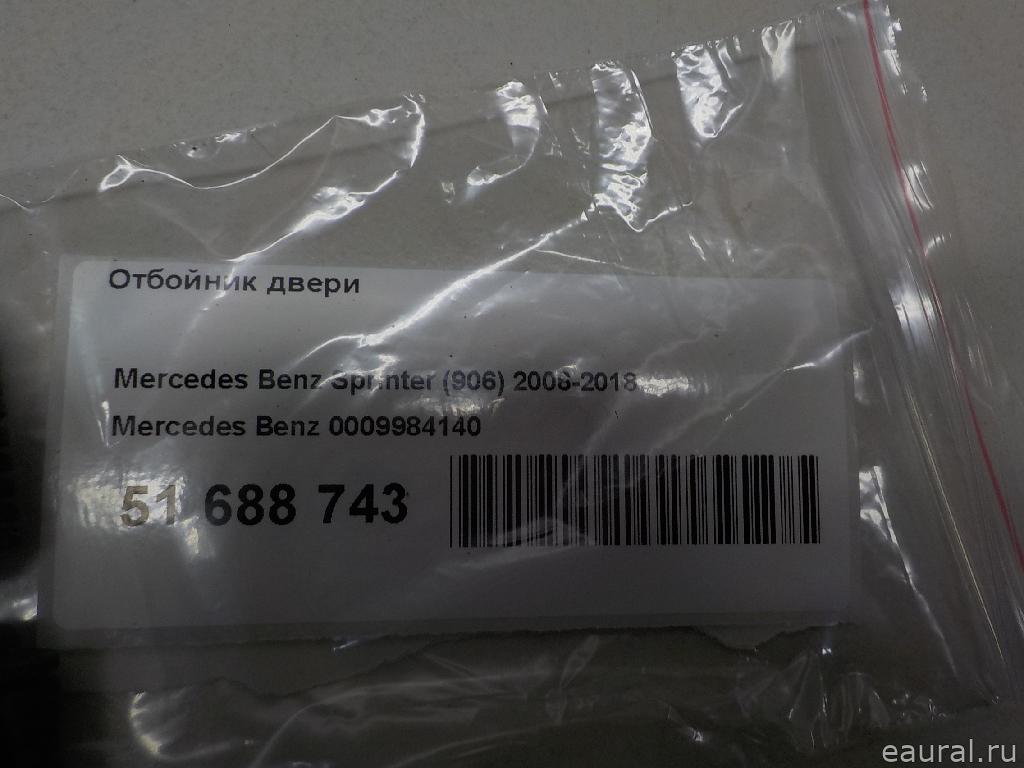 Отбойник двери
Mercedes Benz Sprinter (906) 2006-2018
Mercedes Benz 0009984140
51 688 743
eaural.ru